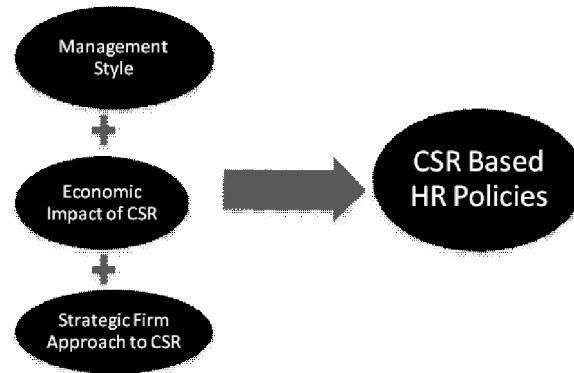 Management
Style
+
Economic
Impact of CSR
+
Strategic Firm
Approach to CSR
CSR Based
HR Policies